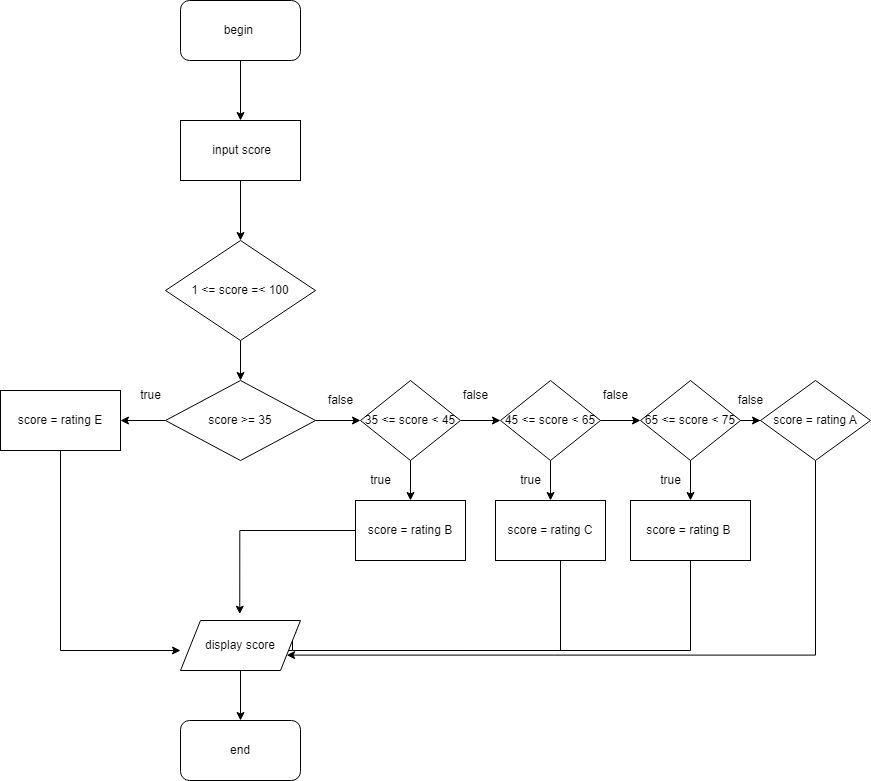 begin
input score
1 <= score =< 100
true
false
false
false
false
score = rating E
score >= 35
35 <= score < 45
45 <= score < 65
65 <= score < 75
score = rating A
true
true
true
score = rating B
score = rating C
score = rating B
display score
end